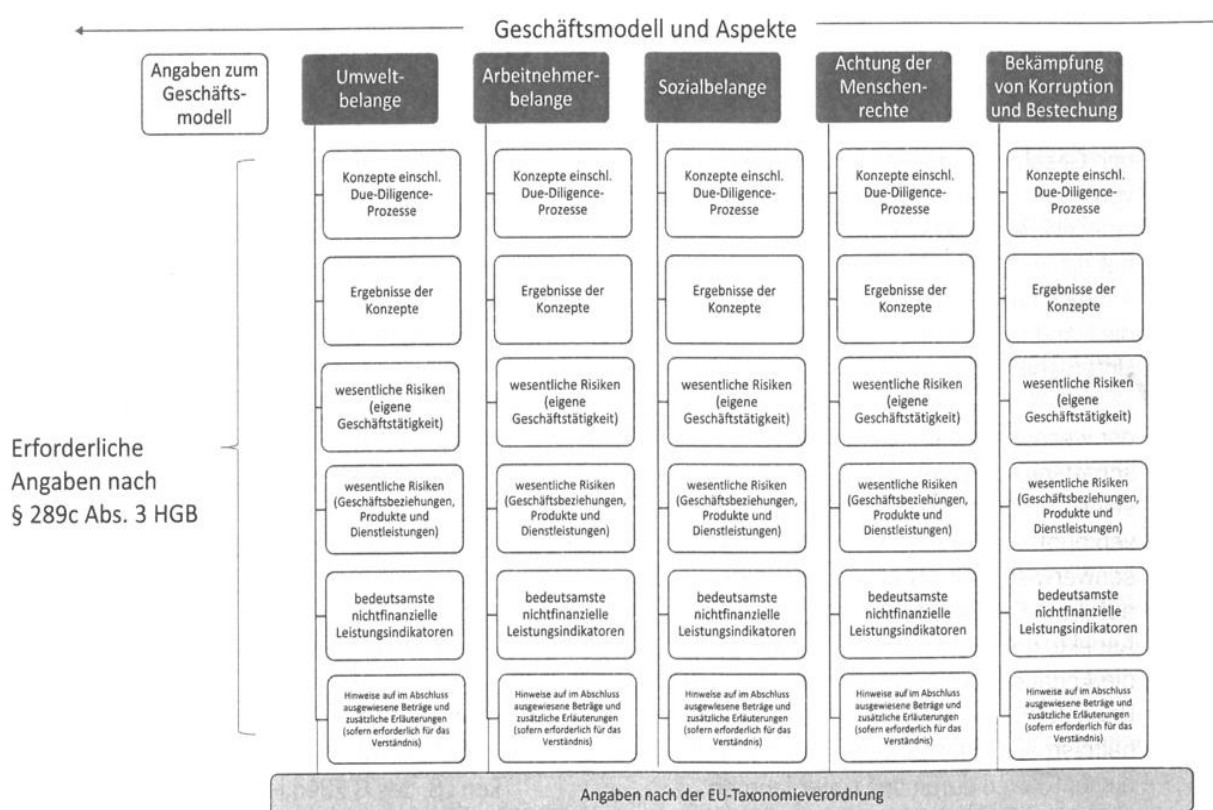 Geschäftsmodell und Aspekte
Angaben zum
Geschäfts-
modell
Umwelt-
belange
Arbeitnehmer-
belange
Sozialbelange
Achtung der
Menschen-
rechte
Bekämpfung
von Korruption
und Bestechung
Konzepte einschl.
Due-Diligence-
Prozesse
Konzepte einschl.
Due-Diligence-
Prozesse
Konzepte einschl.
Due-Diligence-
Prozesse
Konzepte einschl.
Due-Diligence-
Prozesse
Konzepte einschl.
Due-Diligence-
Prozesse
Ergebnisse der
Konzepte
Ergebnisse der
Konzepte
Ergebnisse der
Konzepte
Ergebnisse der
Konzepte
Ergebnisse der
Konzepte
wesentliche Risiken
(eigene
Geschäftstätigkeit)
wesentliche Risiken
(eigene
Geschäftstätigkeit)
wesentliche Risiken
(eigene
Geschäftstätigkeit)
wesentliche Risiken
(eigene
Geschäftstätigkeit)
wesentliche Risiken
(eigene
Geschäftstätigkeit)
Erforderliche
Angaben nach
§ 289c Abs. 3 HGB
wesentliche Risiken
(Geschäftsbeziehungen,
Produkte und
Dienstleistungen)
wesentliche Risiken
(Geschäftsbeziehungen,
Produkte und
Dienstleistungen)
wesentliche Risiken
(Geschäftsbeziehungen,
Produkte und
Dienstleistungen)
wesentliche Risiken
(Geschäftsbeziehungen,
Produkte und
Dienstleistungen)
wesentliche Risiken
(Geschäftsbeziehungen,
Produkte und
Dienstleistungen)
bedeutsamste
nichtfinanzielle
Leistungsindikatoren
bedeutsamste
nichtfinanzielle
Leistungsindikatoren
bedeutsamste
nichtfinanzielle
Leistungsindikatoren
bedeutsamste
nichtfinanzielle
Leistungsindikatoren
bedeutsamste
nichtfinanzielle
Leistungsindikatoren
Hinweise auf im Abschluss
ausgewiesene Beträge und
zusätzliche Erläuterungen
(sofern erforderlich für das
Verständnis)
Hinweise auf im Abschluss
ausgewiesene Beträge und
zusätzliche Erläuterungen
(sofern erforderlich für das
Verständnis)
Hinweise auf im Abschluss
ausgewiesene Beträge und
zusätzliche Erläuterungen
(sofern erforderlich für das
Verständnis)
Hinweise auf im Abschluss
ausgewiesene Beträge und
zusätzliche Erläuterungen
(sofern erforderlich für das
Verständnis)
Hinweise auf im Abschluss
ausgewiesene Beträge und
zusätzliche Erläuterungen
(sofern erforderlich für das
Verständnis)
Angaben nach der EU-Taxonomieverordnung